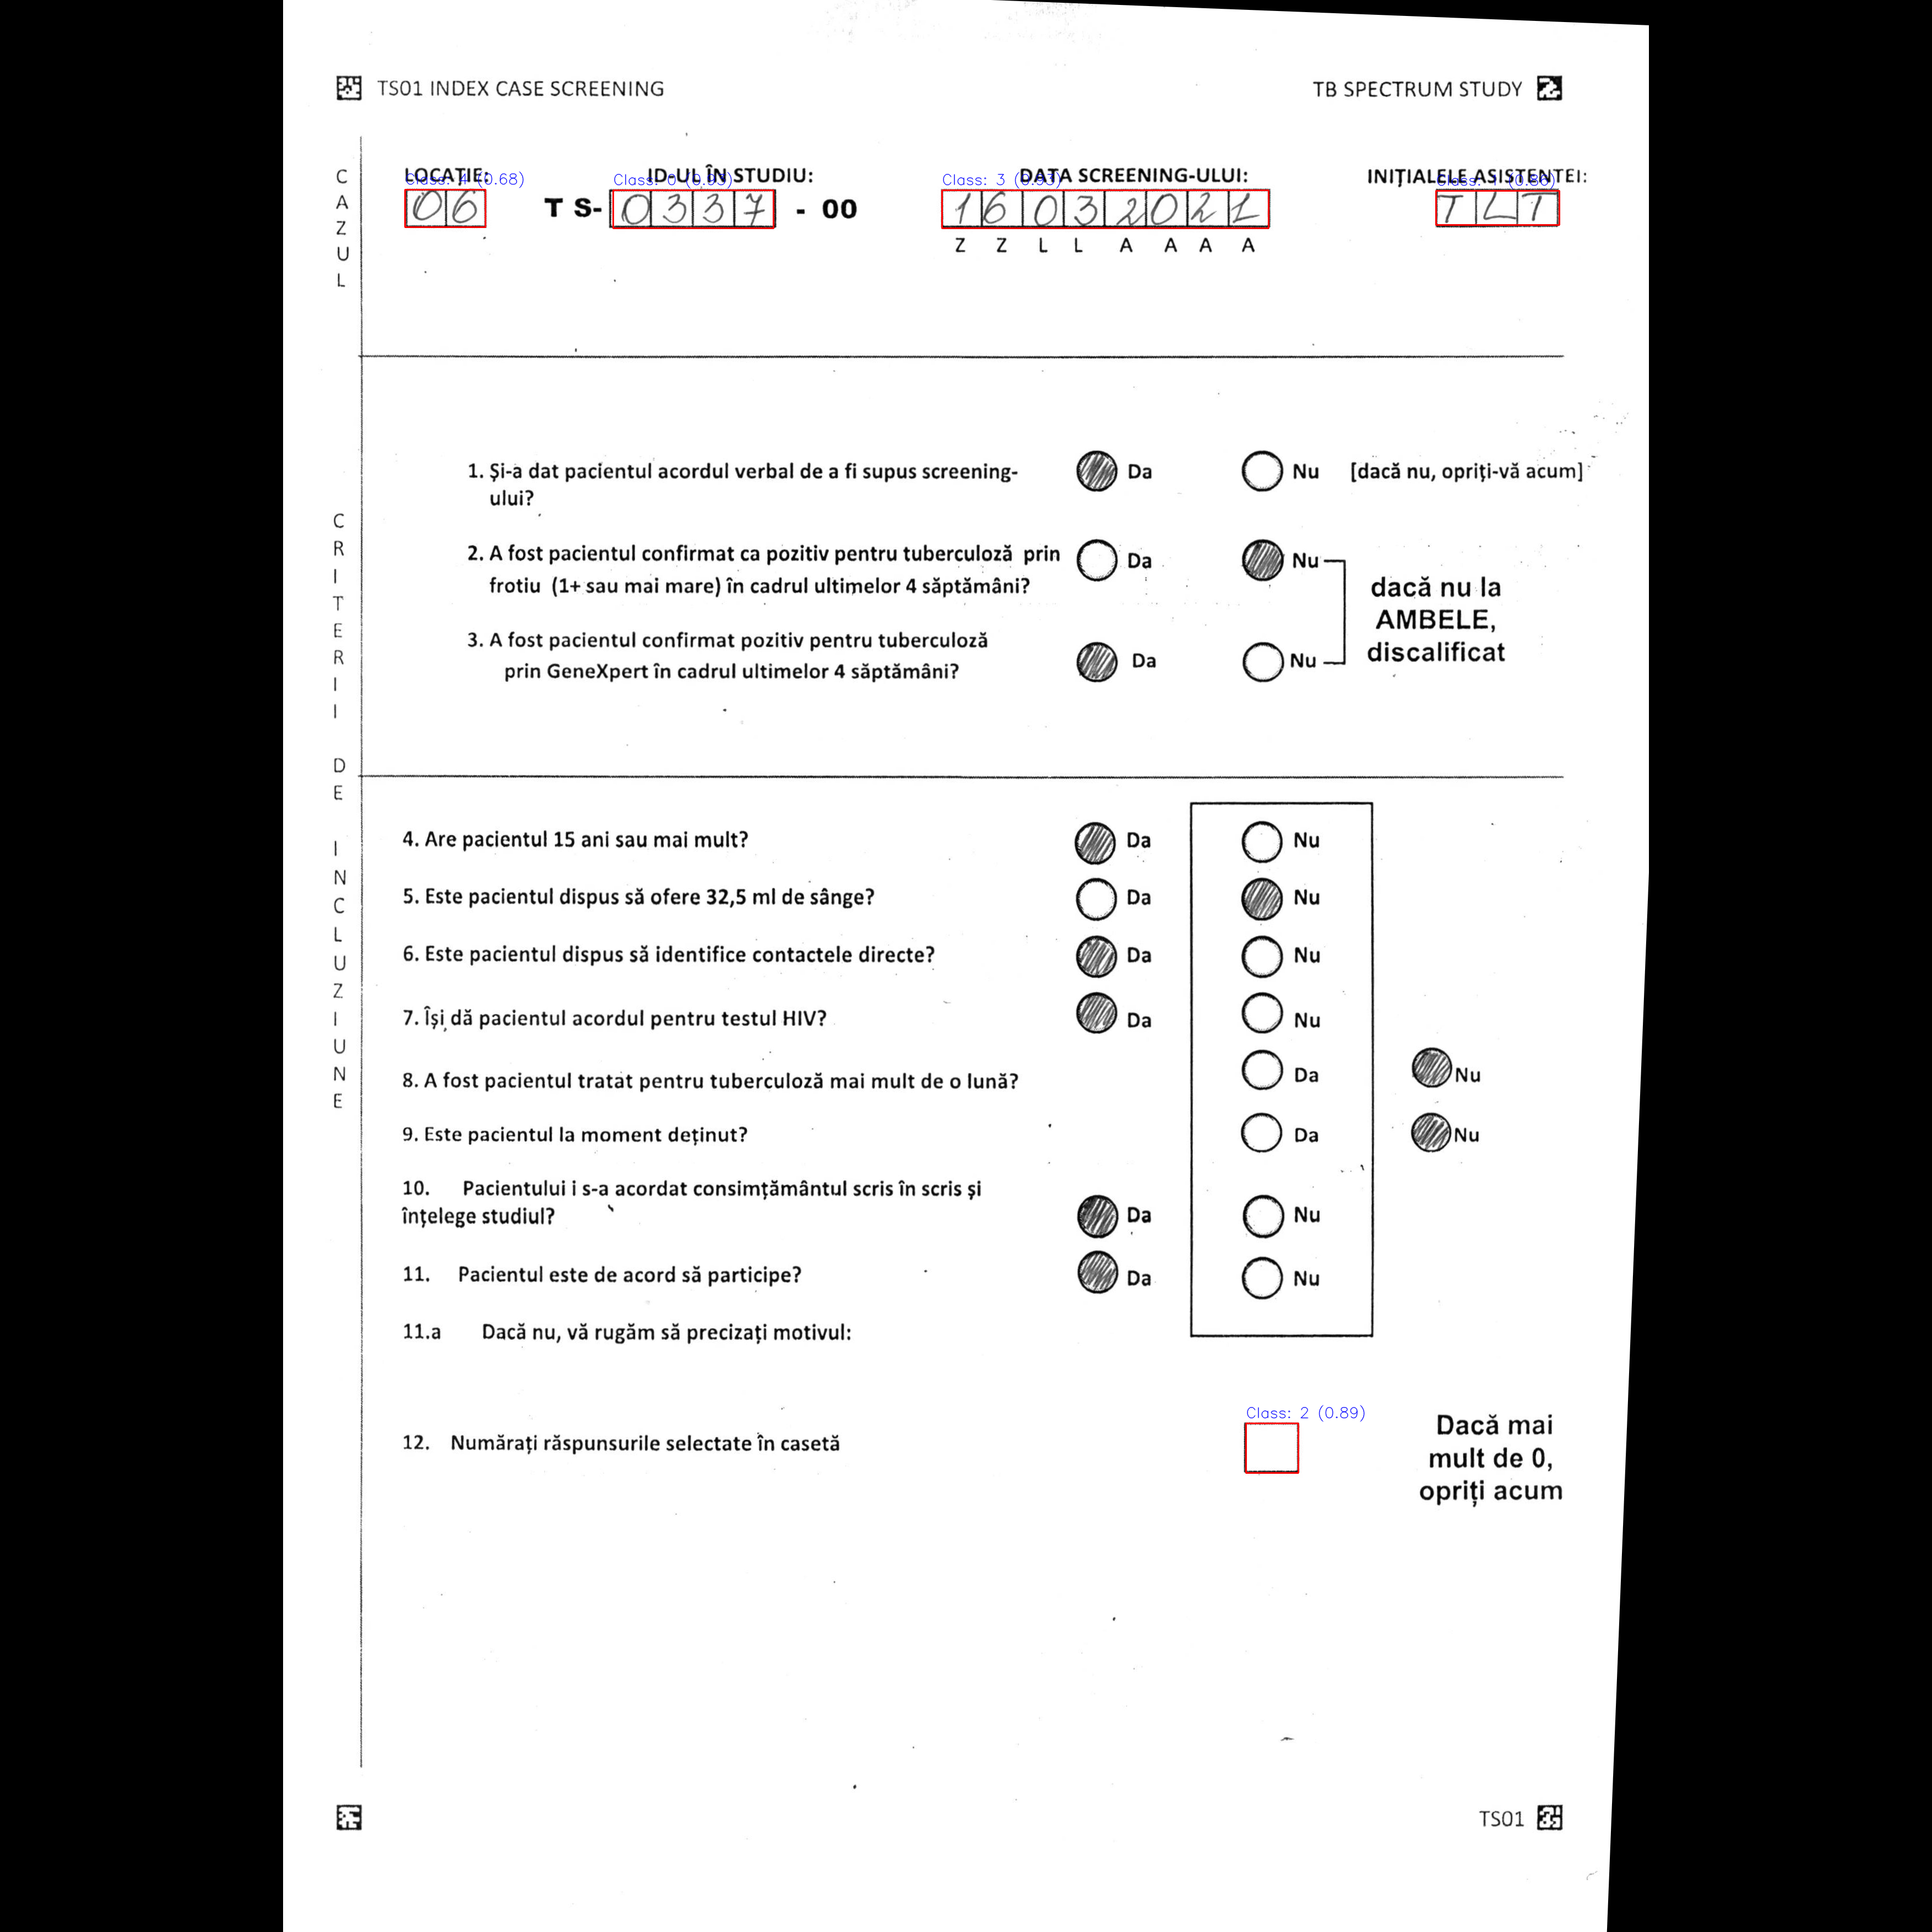 TS01 INDEX CASE SCREENING TB SPECTRUM STUDY
CAZUL
LOCAȚIE: ID-UL ÎN STUDIU: DATA SCREENING-ULUI: INIȚIALELE ASISTENTEI:
Class: 4 (0.68) Class: 0 (0.93) Class: 3 (0.93)
06 TS- 0337 - 00 16032021 TLT
Z Z L L A A A A
CRITERII DE INCLUZIUNE
1. Și-a dat pacientul acordul verbal de a fi supus screening- Da Nu [dacă nu, opriți-vă acum]
ului?
2. A fost pacientul confirmat ca pozitiv pentru tuberculoză prin Da Nu
frotiu (1+ sau mai mare) în cadrul ultimelor 4 săptămâni?
dacă nu la
AMBELE,
discalificat
3. A fost pacientul confirmat pozitiv pentru tuberculoză
prin GeneXpert în cadrul ultimelor 4 săptămâni? Da Nu
4. Are pacientul 15 ani sau mai mult? Da Nu
5. Este pacientul dispus să ofere 32,5 ml de sânge? Da Nu
6. Este pacientul dispus să identifice contactele directe? Da Nu
7. Își dă pacientul acordul pentru testul HIV? Da Nu
8. A fost pacientul tratat pentru tuberculoză mai mult de o lună? Da Nu
9. Este pacientul la moment deținut? Da Nu
10. Pacientului i s-a acordat consimțământul scris în scris și
înțelege studiul? Da Nu
11. Pacientul este de acord să participe? Da Nu
11.a Dacă nu, vă rugăm să precizați motivul:
Class: 2 (0.89)
12. Numărați răspunsurile selectate în casetă
Dacă mai
mult de 0,
opriți acum
TS01